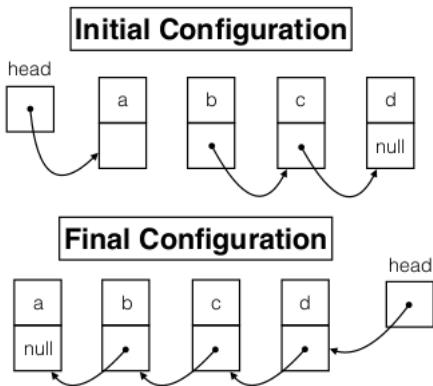 Initial Configuration
head
a b c d
null
Final Configuration
head
a b c d
null